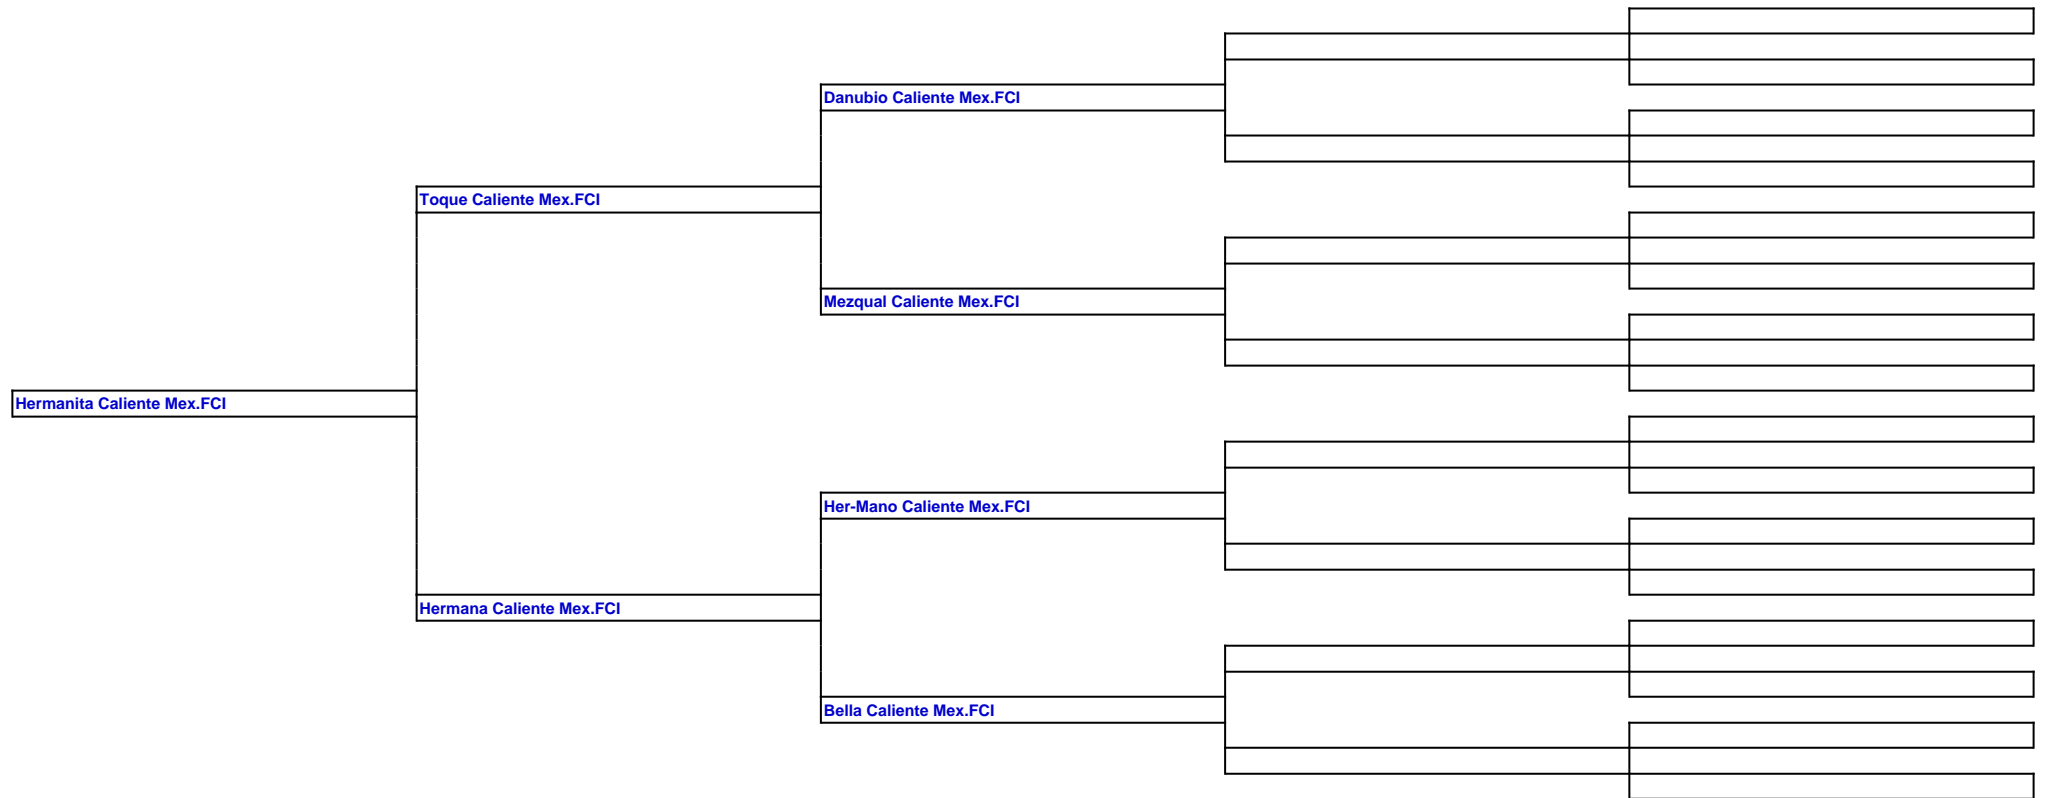 Danubio Caliente Mex.FCI
Toque Caliente Mex.FCI
Mezqual Caliente Mex.FCI
Hermanita Caliente Mex.FCI
Her-Mano Caliente Mex.FCI
Hermana Caliente Mex.FCI
Bella Caliente Mex.FCI